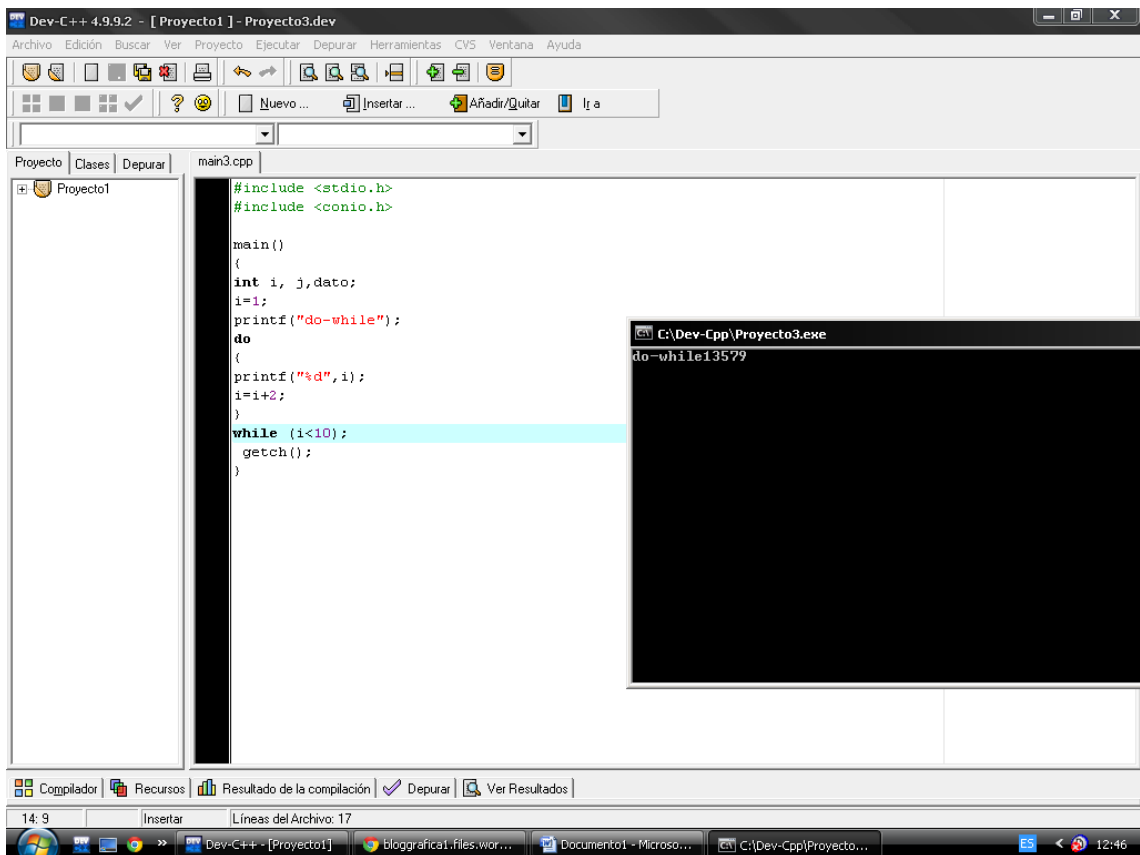 Dev-C++ 4.9.9.2 - [ Proyecto1 ] - Proyecto3.dev
Archivo Edición Buscar Ver Proyecto Ejecutar Depurar Herramientas CVS Ventana Ayuda
Nuevo ... Insertar ... Añadir/Quitar Ir a
Proyecto Clases Depurar main3.cpp
Proyecto1
#include <stdio.h>
#include <conio.h>
main()
{
int i, j,dato;
i=1;
printf("do-while");
do
{
printf("%d",i);
i=i+2;
}
while (i<10);
getch();
}
C:\Dev-Cpp\Proyecto3.exe
do-while13579
Compilador Recursos Resultado de la compilación Depurar Ver Resultados
14: 9 Insertar Líneas del Archivo: 17
Dev-C++ - [Proyecto1] bloggrafica1.files.wor... Documento1 - Microso... C:\Dev-Cpp\Proyecto... ES 12:46